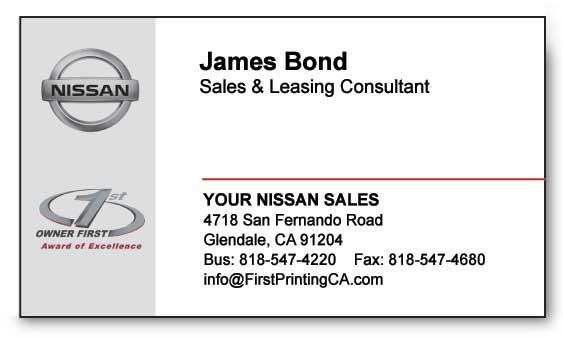 NISSAN
James Bond
Sales & Leasing Consultant
1st
OWNER FIRST
Award of Excellence
YOUR NISSAN SALES
4718 San Fernando Road
Glendale, CA 91204
Bus: 818-547-4220 Fax: 818-547-4680
info@FirstPrintingCA.com